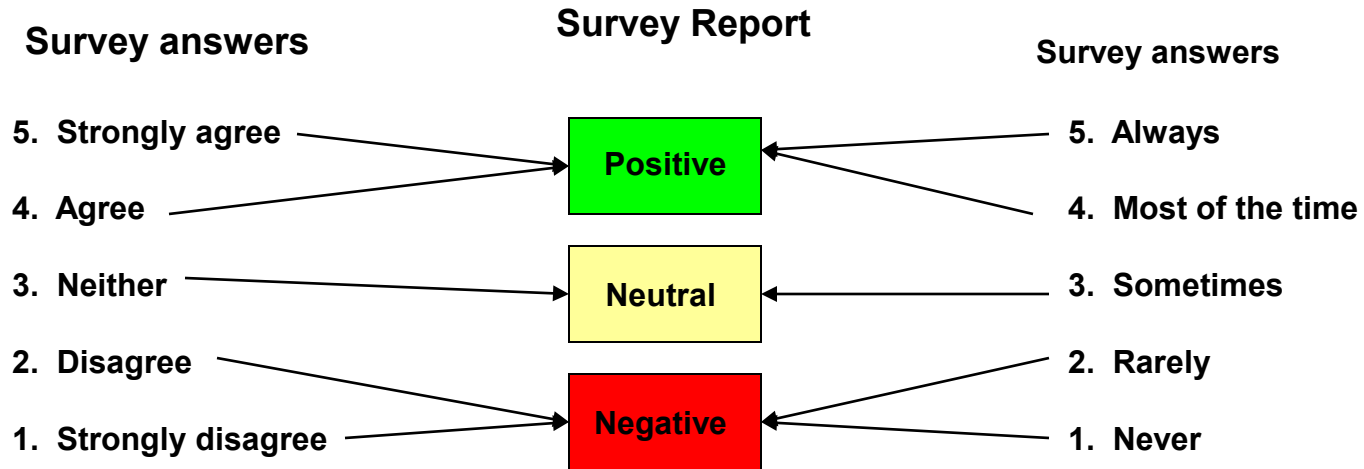 Survey answers
Survey Report
Survey answers
5. Strongly agree
4. Agree
3. Neither
2. Disagree
1. Strongly disagree
Positive
Neutral
Negative
5. Always
4. Most of the time
3. Sometimes
2. Rarely
1. Never